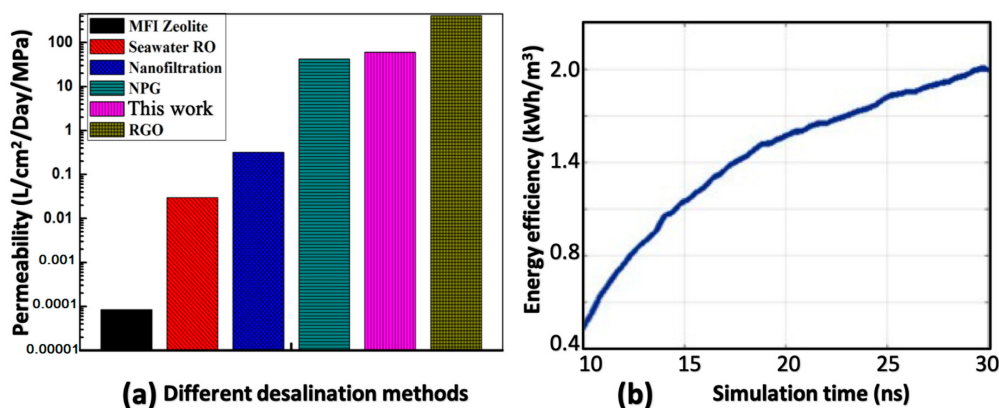 Permeability (L/cm²/Day/MPa)
100
10
1
0.1
0.01
0.001
0.0001
0.00001
MFI Zeolite
Seawater RO
Nanofiltration
NPG
This work
RGO
(a) Different desalination methods
Energy efficiency (kWh/m³)
2.0
1.4
0.8
0.4
10 15 20 25 30
(b) Simulation time (ns)